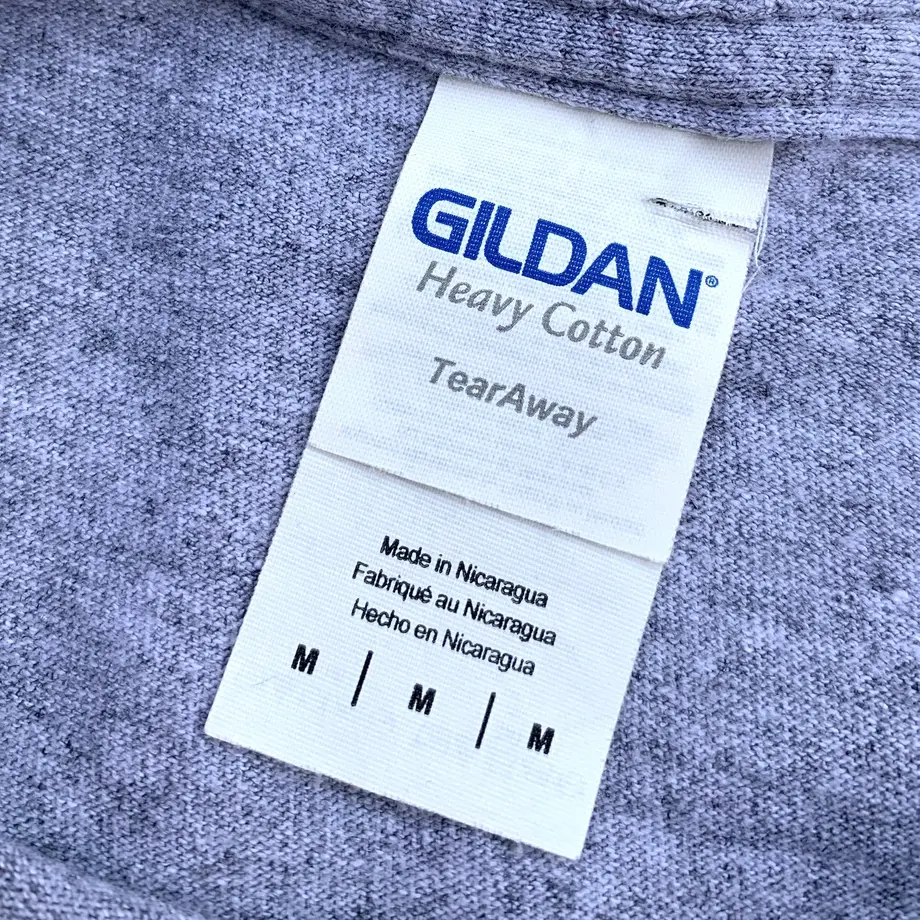 GILDAN®
Heavy Cotton
TearAway
Made in Nicaragua
Fabriqué au Nicaragua
Hecho en Nicaragua
M | M | M